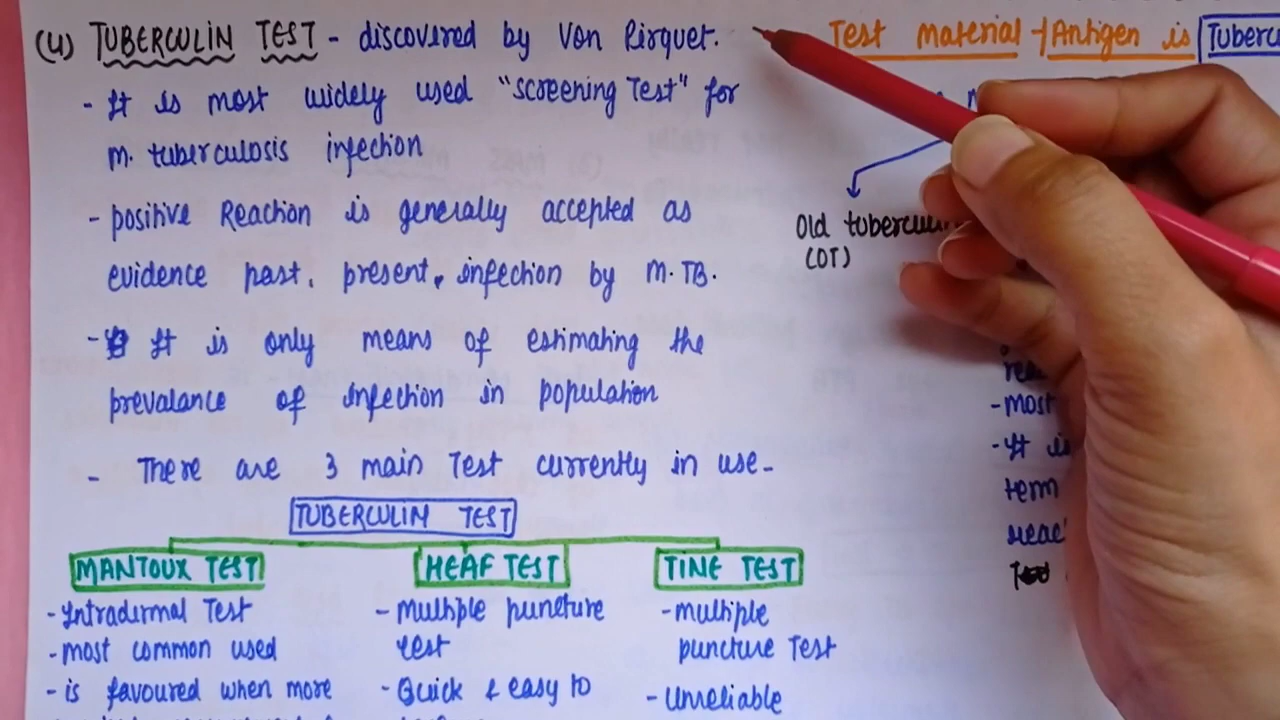 (4) TUBERCULIN TEST - discovered by Von Pirquet.
- It is most widely used "screening Test" for
m. tuberculosis infection
- positive Reaction is generally accepted as
evidence past, present, infection by M.TB.
- It is only means of estimating the
prevalance of infection in population
- There are 3 main Test currently in use-
TUBERCULIN TEST
MANTOUX TEST
- Intradermal Test
- most common used
- is favoured when more
HEAF TEST
- Multiple puncture
test
- Quick & easy to
TINE TEST
- multiple
puncture Test
- Unreliable
Test material + Antigen is
Old
(OT)
- most
- It is
term